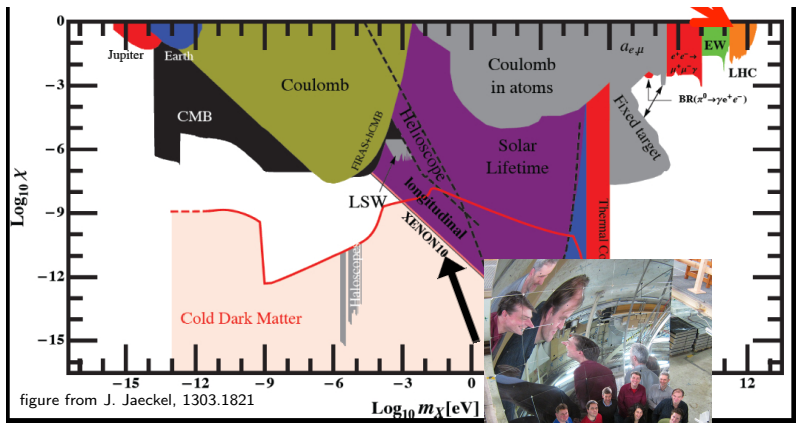 0
−3
−6
−9
−12
−15
Log₁₀ χ
Jupiter
Earth
CMB
Coulomb
FIRAS+hCMB
LSW
Helioscope
longitudinal
XENON10
Coulomb
in atoms
Solar
Lifetime
aₑ,μ
e⁺e⁻→
μ⁺μ⁻γ
EW
LHC
BR(π⁰→γe⁺e⁻)
Fixed target
Thermal Co
Haloscopes
Cold Dark Matter
−15 −12 −9 −6 −3 0 12
Log₁₀ mX[eV]
figure from J. Jaeckel, 1303.1821